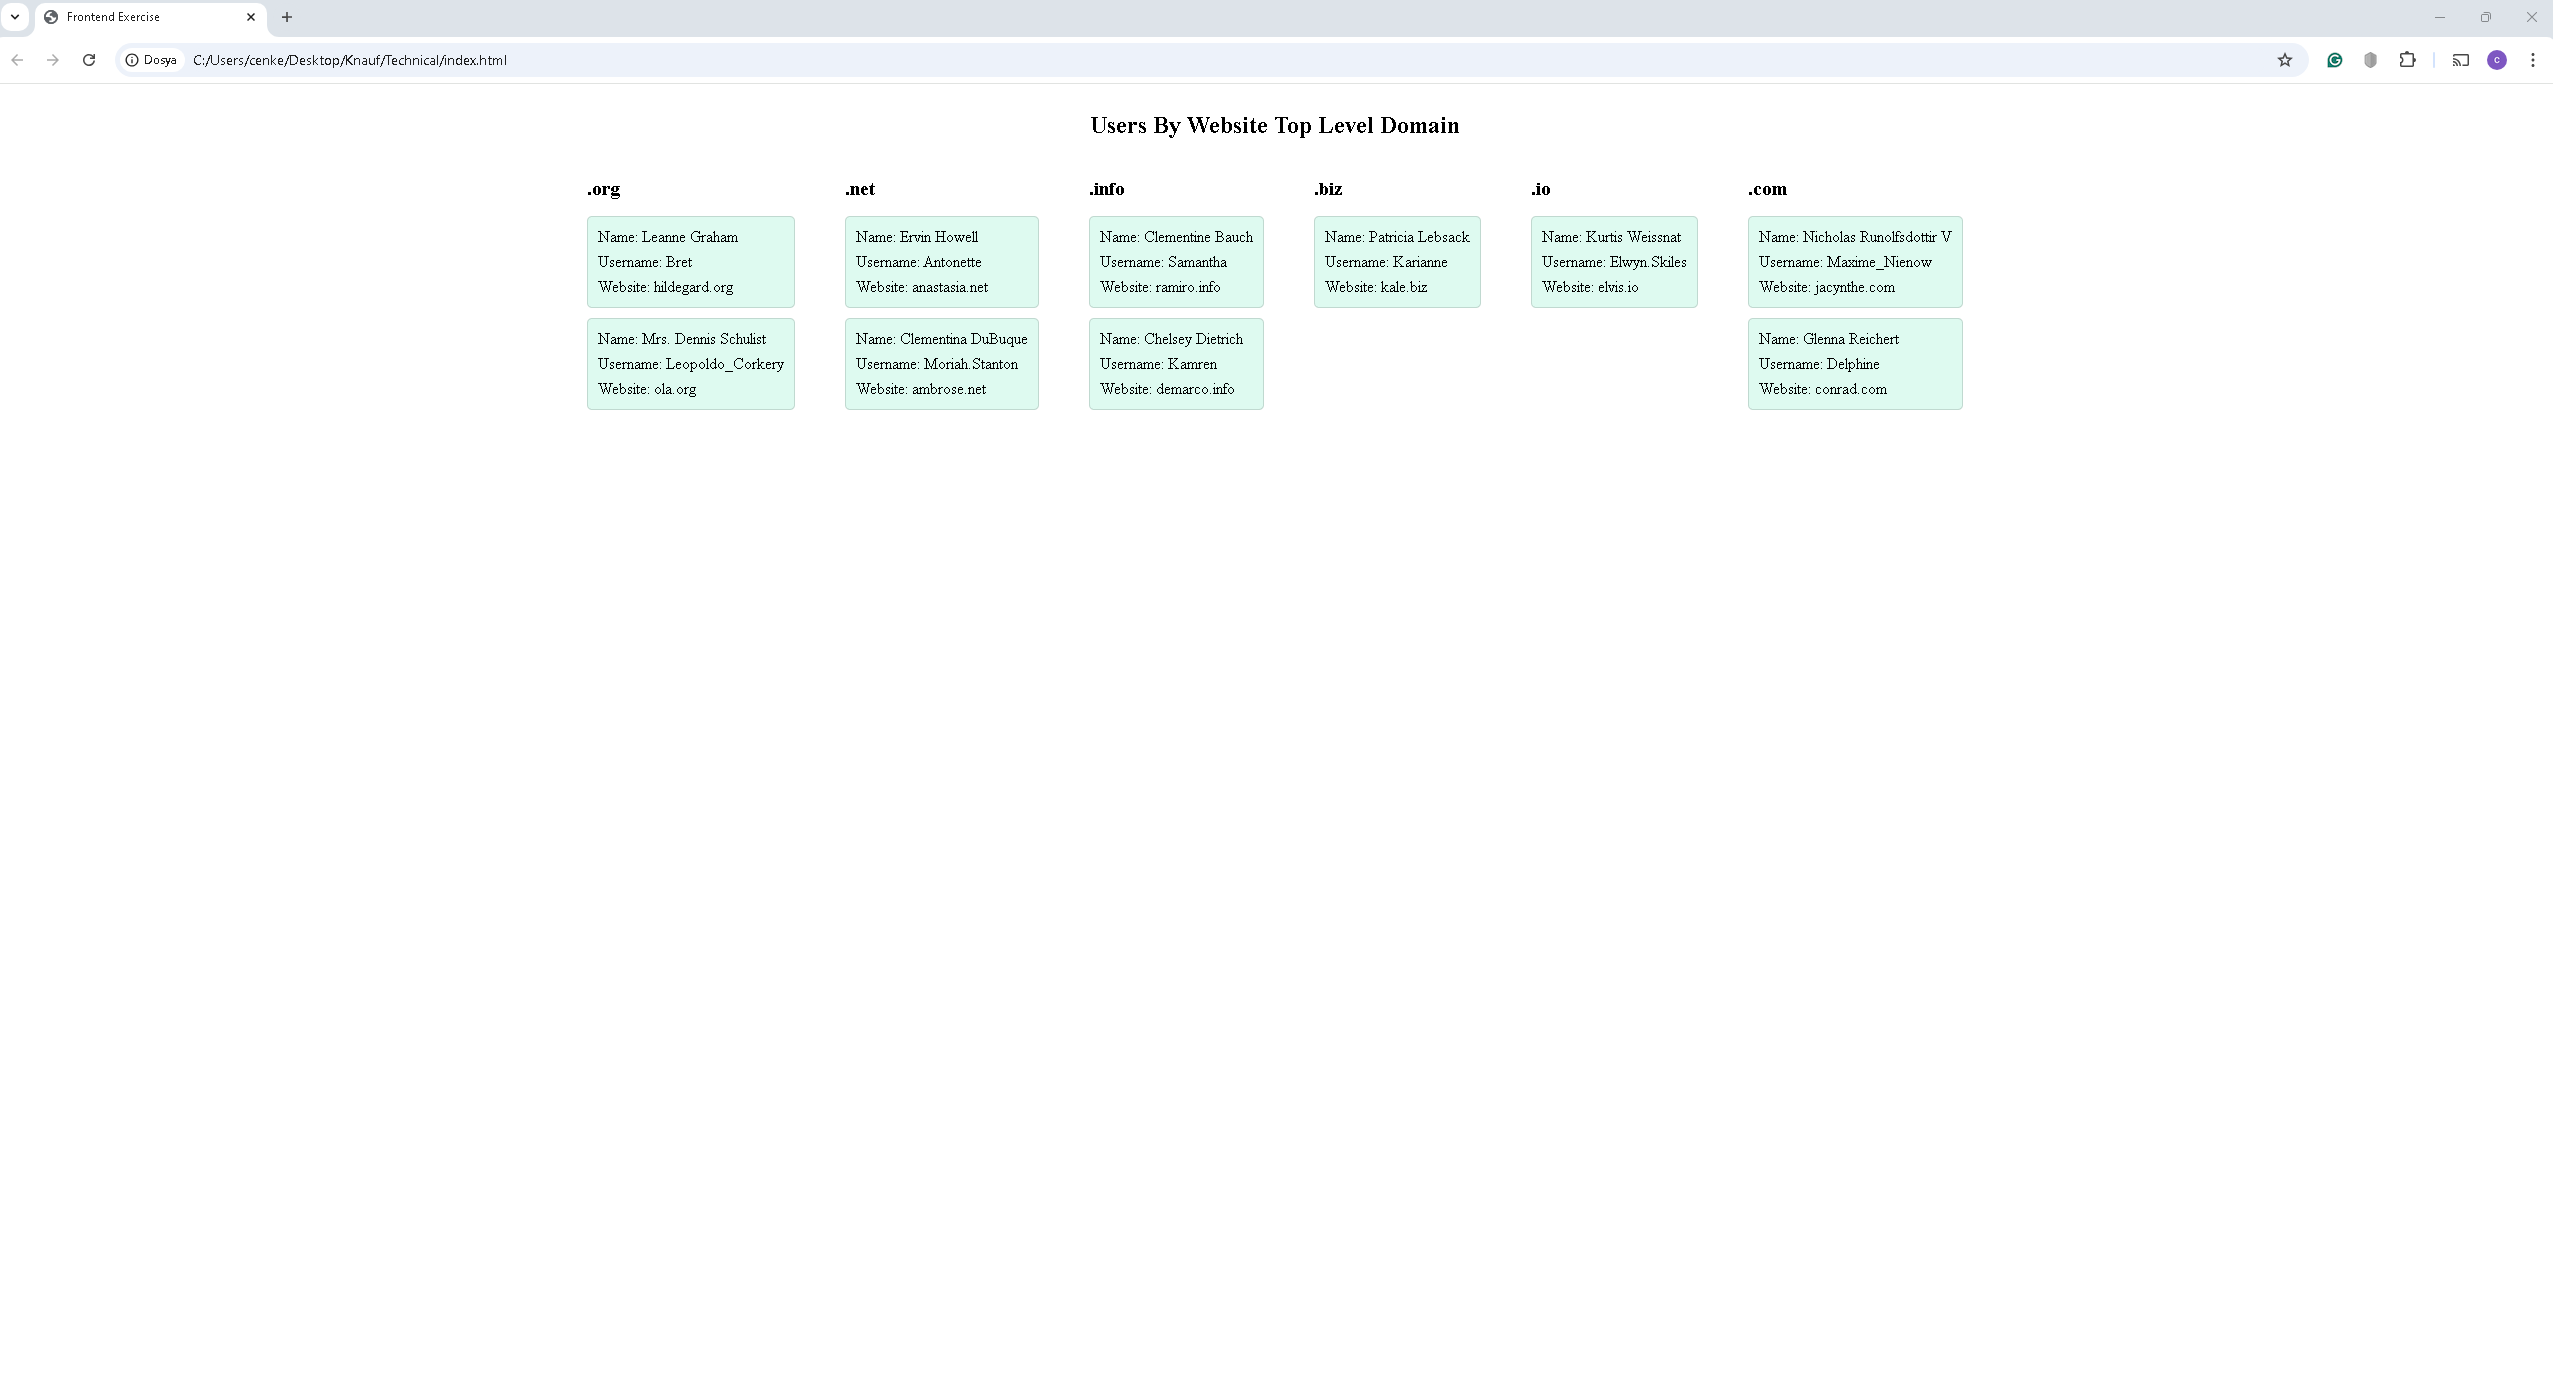 Frontend Exercise
Dosya
C:/Users/cenke/Desktop/Knauf/Technical/index.html
C
Users By Website Top Level Domain
.org
Name: Leanne Graham
Username: Bret
Website: hildegard.org
Name: Mrs. Dennis Schulist
Username: Leopoldo_Corkery
Website: ola.org
.net
Name: Ervin Howell
Username: Antonette
Website: anastasia.net
Name: Clementina DuBuque
Username: Moriah.Stanton
Website: ambrose.net
.info
Name: Clementine Bauch
Username: Samantha
Website: ramiro.info
Name: Chelsey Dietrich
Username: Kamren
Website: demarco.info
.biz
Name: Patricia Lebsack
Username: Karianne
Website: kale.biz
.io
Name: Kurtis Weissnat
Username: Elwyn.Skiles
Website: elvis.io
.com
Name: Nicholas Runolfsdottir V
Username: Maxime_Nienow
Website: jacynthe.com
Name: Glenna Reichert
Username: Delphine
Website: conrad.com